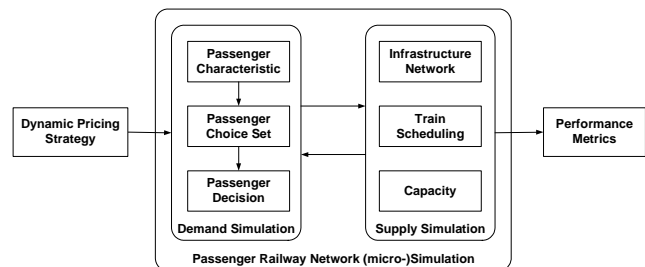 Dynamic Pricing
Strategy
Passenger
Characteristic
Passenger
Choice Set
Passenger
Decision
Demand Simulation
Infrastructure
Network
Train
Scheduling
Capacity
Supply Simulation
Passenger Railway Network (micro-)Simulation
Performance
Metrics